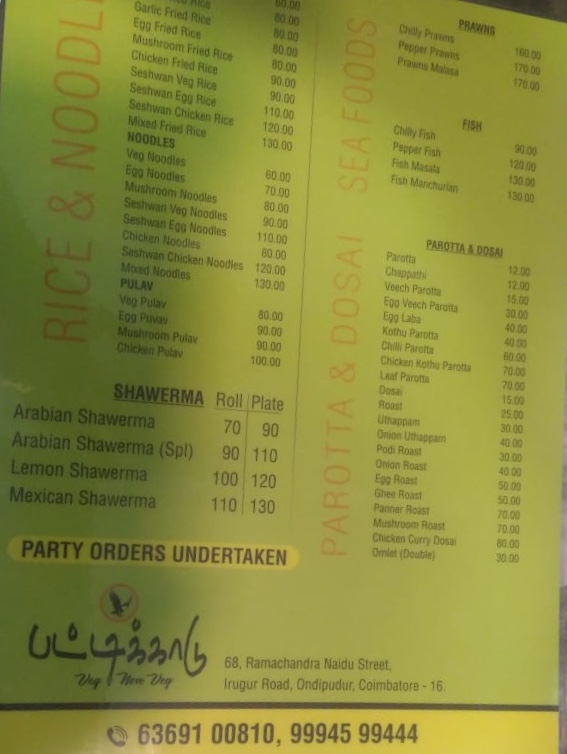 Rice 60.00
Garlic Fried Rice 80.00
Egg Fried Rice 80.00
Mushroom Fried Rice 80.00
Chicken Fried Rice 80.00
Seshwan Veg Rice 90.00
Seshwan Egg Rice 90.00
Seshwan Chicken Rice 110.00
Mixed Fried Rice 120.00
NOODLES 130.00
Veg Noodles
Egg Noodles 60.00
Mushroom Noodles 70.00
Seshwan Veg Noodles 80.00
Seshwan Egg Noodles 90.00
Chicken Noodles 110.00
Seshwan Chicken Noodles 80.00
Mixed Noodles 120.00
PULAV 130.00
Veg Pulav
Egg Puvav 80.00
Mushroom Pulav 90.00
Chicken Pulav 90.00
100.00
RICE & NOODL
SHAWERMA Roll Plate
Arabian Shawerma 70 90
Arabian Shawerma (Spl) 90 110
Lemon Shawerma 100 120
Mexican Shawerma 110 130
PARTY ORDERS UNDERTAKEN
SEA FOODS
PRAWNS
Chilly Prawns 160.00
Pepper Prawns 170.00
Prawns Malasa 170.00
FISH
Chilly Fish 90.00
Pepper Fish 120.00
Fish Masala 130.00
Fish Manchurian 130.00
PAROTTA & DOSAI
PAROTTA & DOSAI
Parotta 12.00
Chappathi 12.00
Veech Parotta 15.00
Egg Veech Parotta 30.00
Egg Laba 40.00
Kothu Parotta 40.00
Chilli Parotta 60.00
Chicken Kothu Parotta 70.00
Leaf Parotta 70.00
Dosai 15.00
Roast 25.00
Uthappam 30.00
Onion Uthappam 40.00
Podi Roast 30.00
Onion Roast 40.00
Egg Roast 50.00
Ghee Roast 50.00
Panner Roast 70.00
Mushroom Roast 70.00
Chicken Curry Dosai 80.00
Omlet (Double) 30.00
பட்டிக்காடு
Veg Non Veg
68, Ramachandra Naidu Street,
Irugur Road, Ondipudur, Coimbatore - 16.
63691 00810, 99945 99444